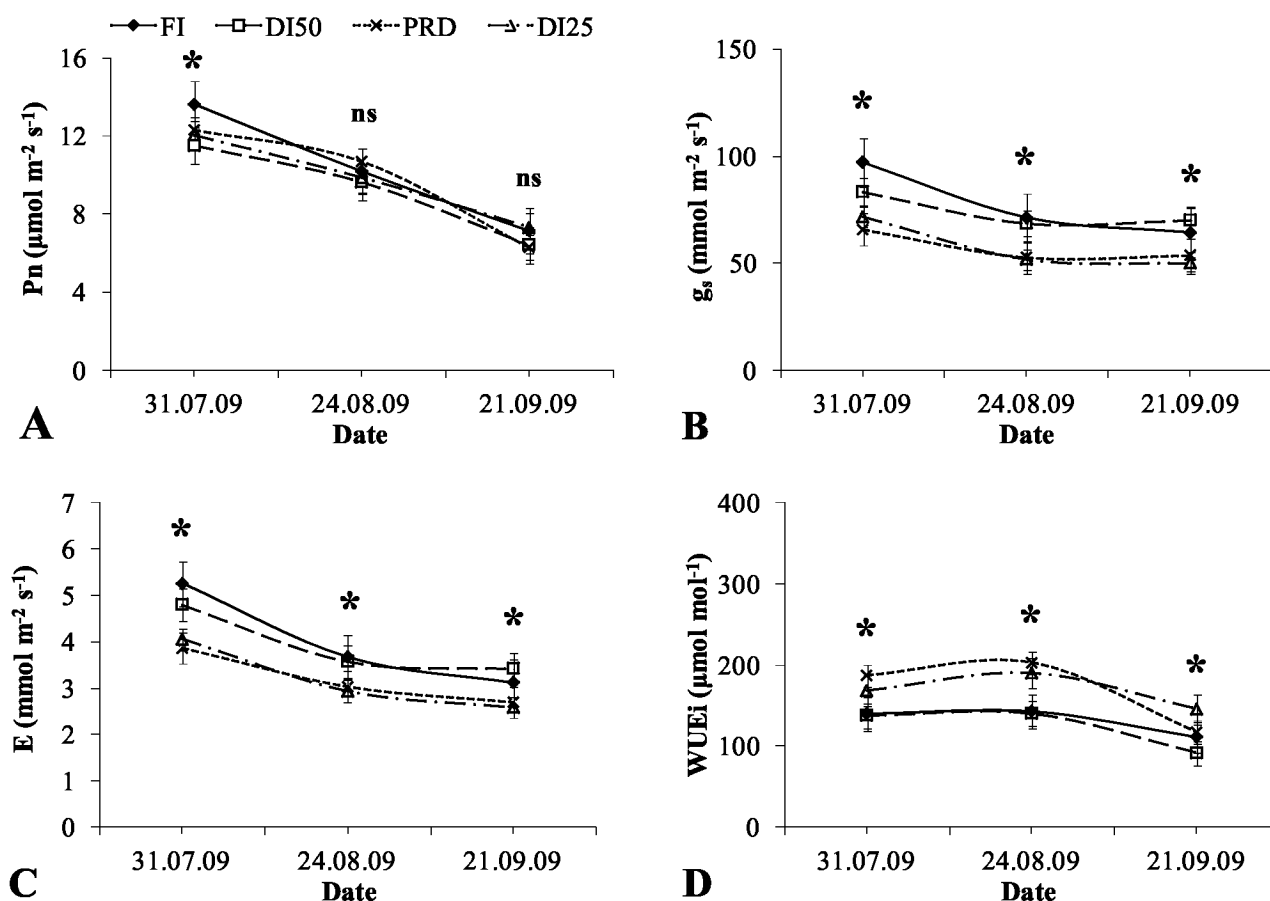 FI DI50 PRD DI25
16
12
8
4
0
Pn (μmol m⁻² s⁻¹)
*
ns
ns
31.07.09 24.08.09 21.09.09
Date
A
150
100
50
0
gₛ (mmol m⁻² s⁻¹)
*
*
*
31.07.09 24.08.09 21.09.09
Date
B
7
6
5
4
3
2
1
0
E (mmol m⁻² s⁻¹)
*
*
*
31.07.09 24.08.09 21.09.09
Date
C
400
300
200
100
0
WUEi (μmol mol⁻¹)
*
*
*
31.07.09 24.08.09 21.09.09
Date
D